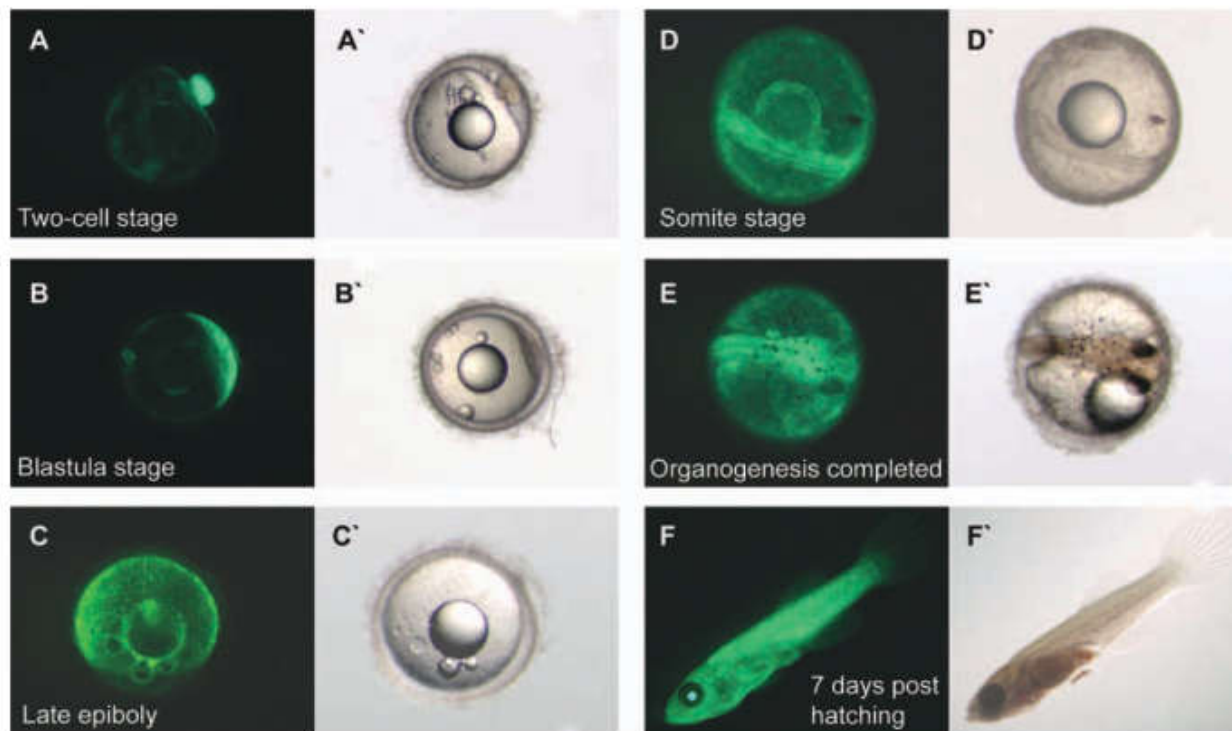 A
A`
Two-cell stage
D
D`
Somite stage
B
B`
Blastula stage
E
E`
Organogenesis completed
C
C`
Late epiboly
F
F`
7 days post
hatching